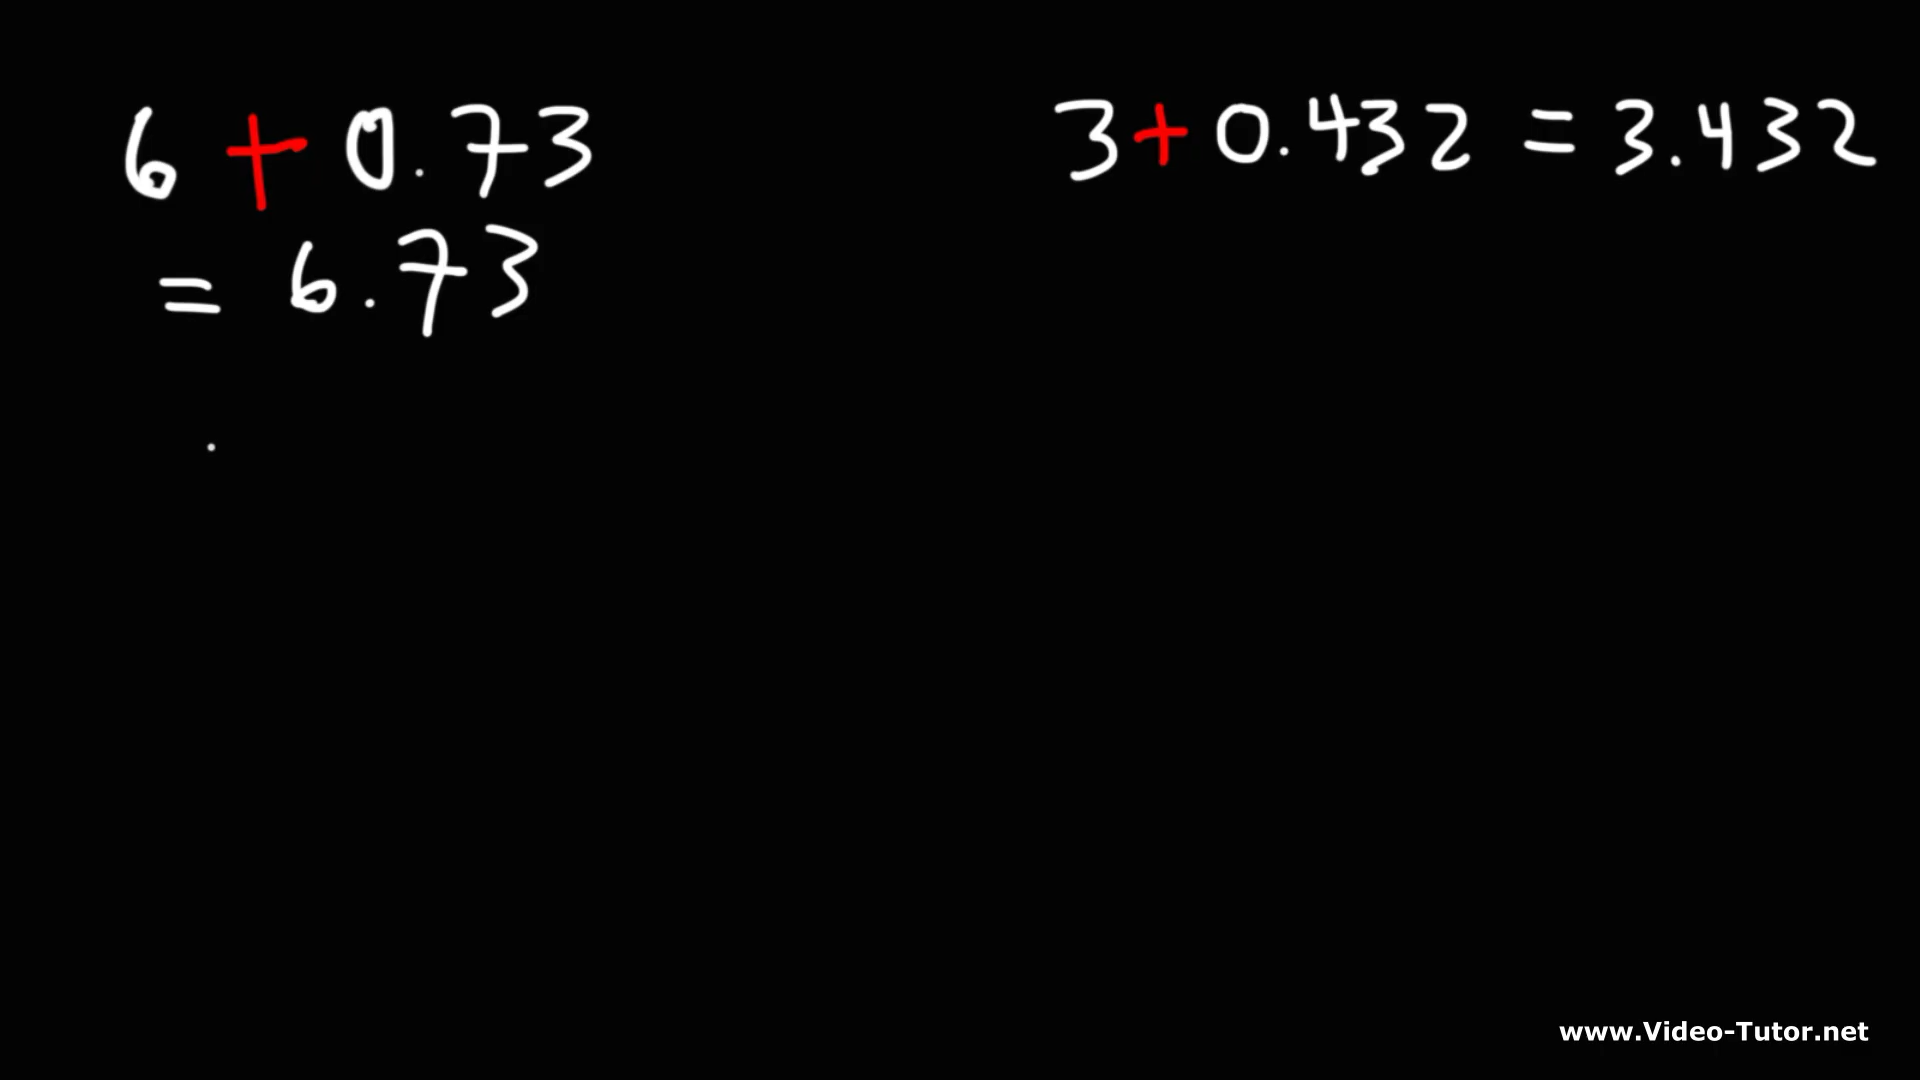 6 + 0.73
= 6.73
3 + 0.432 = 3.432
www.Video-Tutor.net